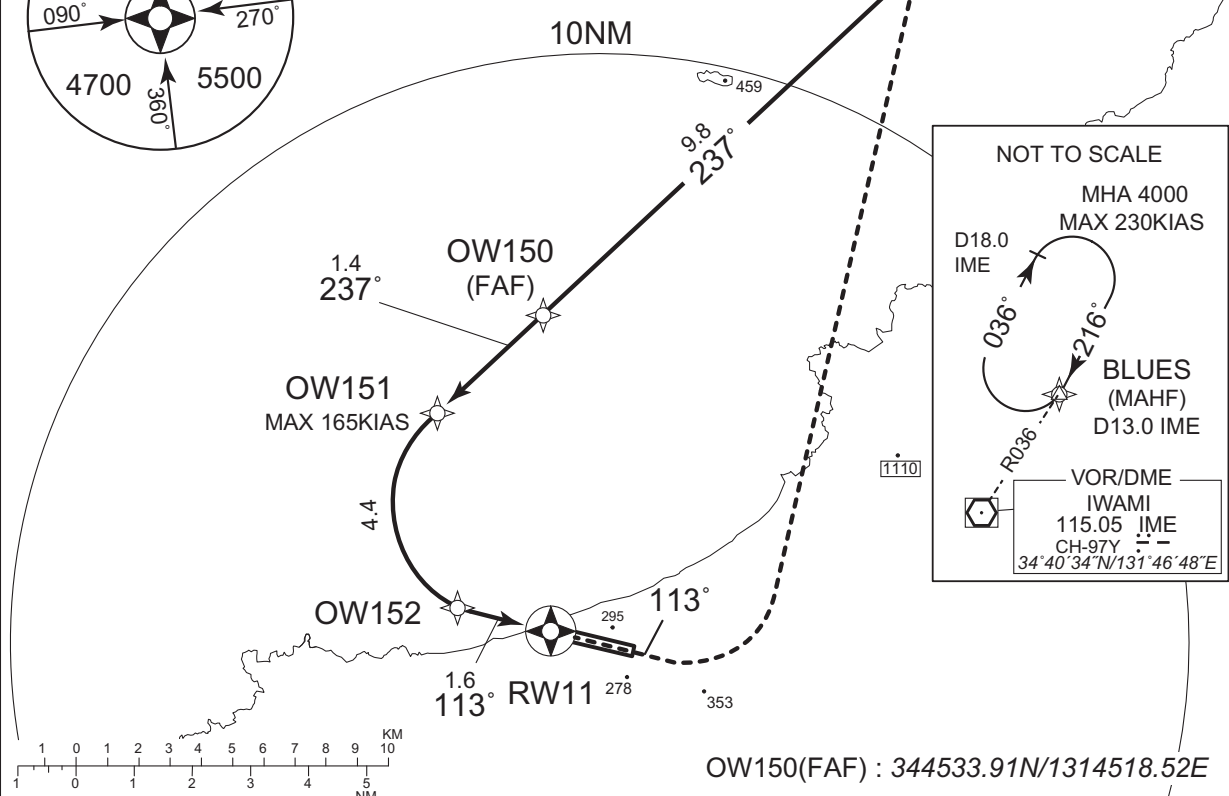 090°
270°
4700
5500
360°
10NM
459
9.8
237°
OW150
(FAF)
1.4
237°
OW151
MAX 165KIAS
4.4
OW152
1.6
113°
RW11
113°
295
278
353
1110
NOT TO SCALE
MHA 4000
MAX 230KIAS
D18.0
IME
036°
216°
BLUES
(MAHF)
D13.0 IME
R036
VOR/DME
IWAMI
115.05 IME
CH-97Y
34°40´34˝N/131°46´48˝E
KM
1 0 1 2 3 4 5 6 7 8 9 10
1 0 1 2 3 4 5
NM
OW150(FAF) : 344533.91N/1314518.52E